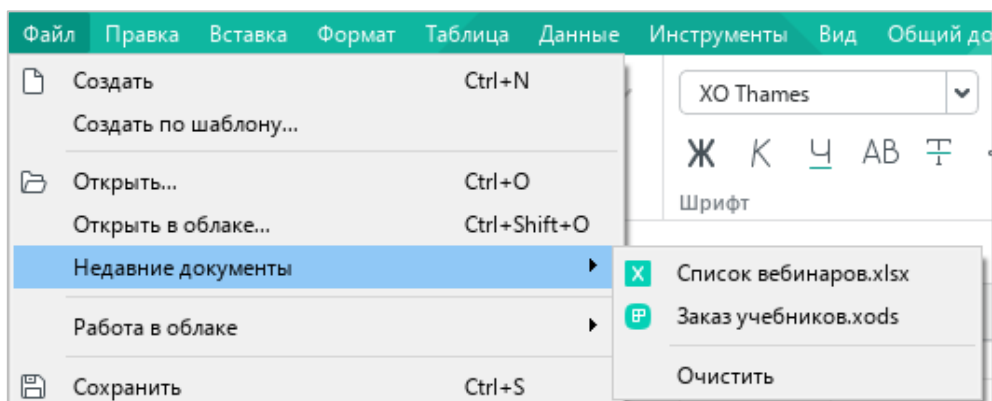 Файл Правка Вставка Формат Таблица Данные Инструменты Вид Общий до
Создать Ctrl+N
Создать по шаблону...
Открыть... Ctrl+O
Открыть в облаке... Ctrl+Shift+O
Недавние документы
Работа в облаке
Сохранить Ctrl+S
XO Thames
Ж К Ч АВ Т
Шрифт
Список вебинаров.xlsx
Заказ учебников.xods
Очистить